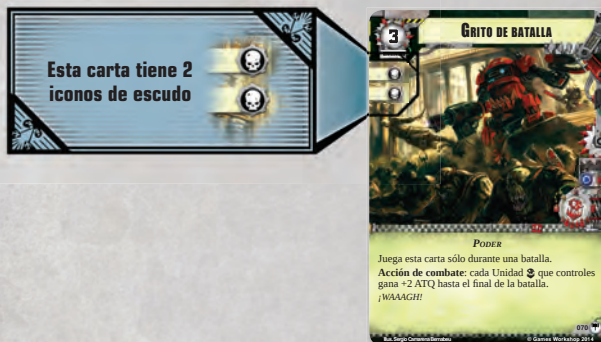 Esta carta tiene 2
iconos de escudo
3
GRITO DE BATALLA
PODER
Juega esta carta sólo durante una batalla.
Acción de combate: cada Unidad que controles
gana +2 ATQ hasta el final de la batalla.
¡WAAAGH!
070
Ilus. Sergio Camarena Bernabeu
© Games Workshop 2014